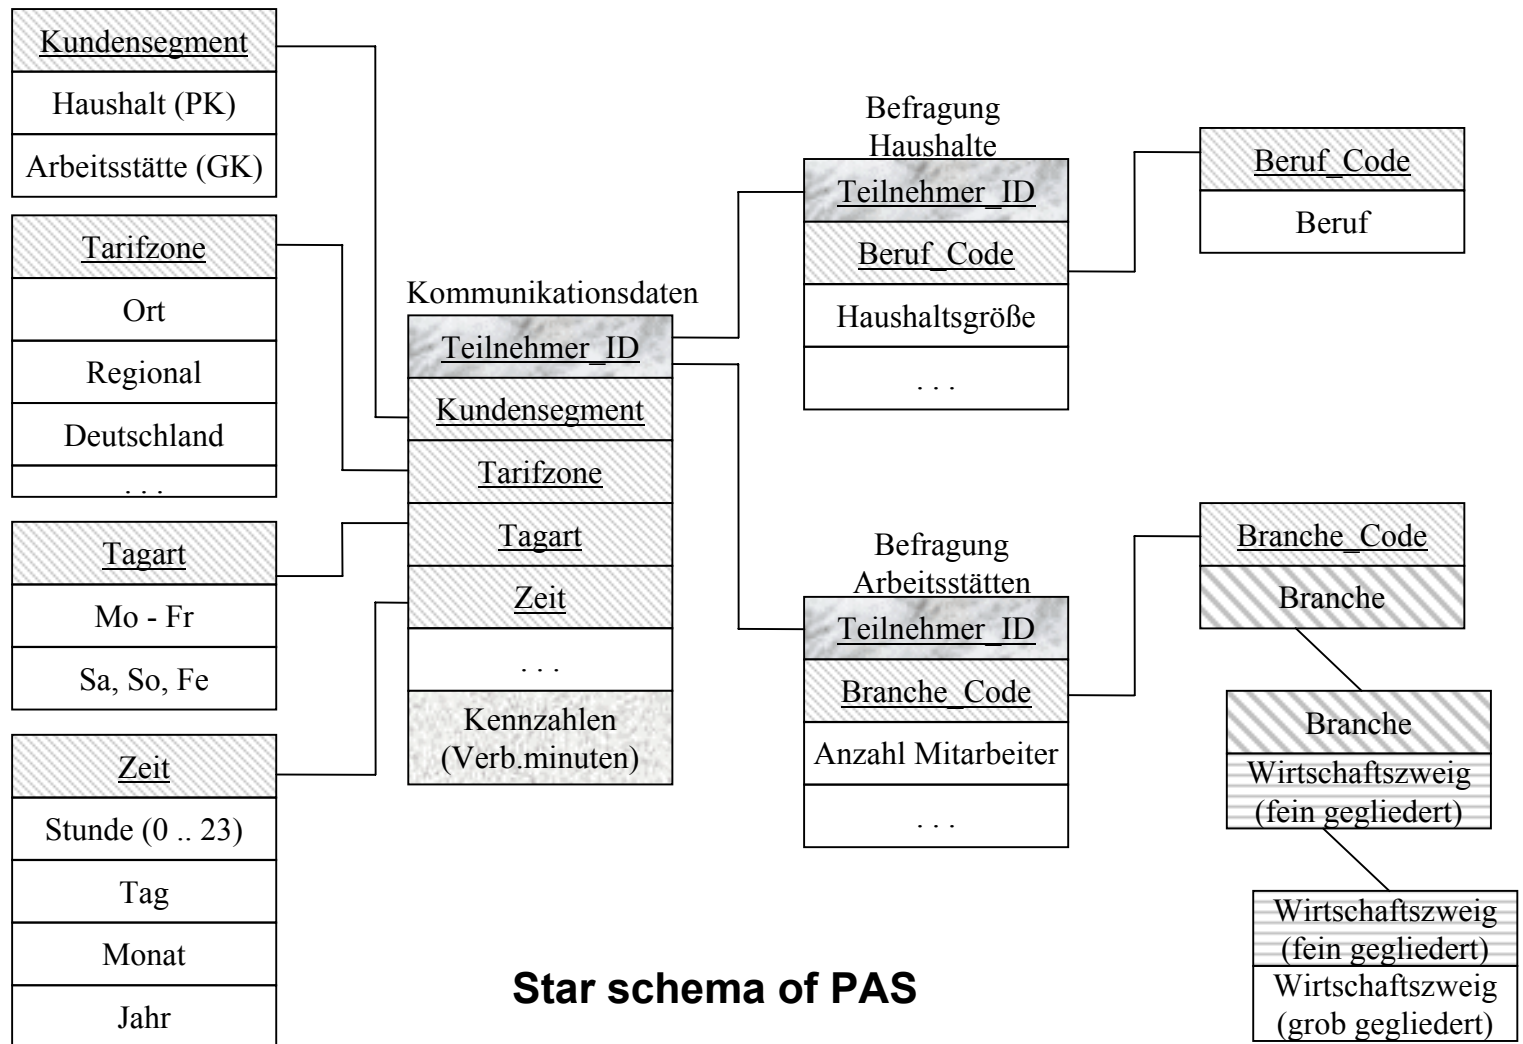 Kundensegment
Haushalt (PK)
Arbeitsstätte (GK)
Tarifzone
Ort
Regional
Deutschland
. . .
Tagart
Mo - Fr
Sa, So, Fe
Zeit
Stunde (0 .. 23)
Tag
Monat
Jahr
Kommunikationsdaten
Teilnehmer_ID
Kundensegment
Tarifzone
Tagart
Zeit
. . .
Kennzahlen
(Verb.minuten)
Befragung
Haushalte
Teilnehmer_ID
Beruf_Code
Haushaltsgröße
. . .
Beruf_Code
Beruf
Befragung
Arbeitsstätten
Teilnehmer_ID
Branche_Code
Anzahl Mitarbeiter
. . .
Branche_Code
Branche
Branche
Wirtschaftszweig
(fein gegliedert)
Wirtschaftszweig
(fein gegliedert)
Wirtschaftszweig
(grob gegliedert)
Star schema of PAS